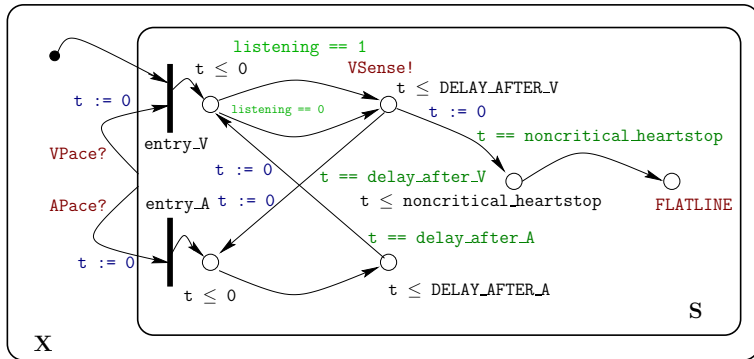 listening == 1
t ≤ 0
VSense!
t ≤ DELAY_AFTER_V
t := 0
t := 0
listening == 0
entry_V
t == noncritical_heartstop
VPace?
t := 0
t == delay_after_V
APace?
entry_A
t := 0
t ≤ noncritical_heartstop
FLATLINE
t == delay_after_A
t := 0
t ≤ 0
t ≤ DELAY_AFTER_A
S
X